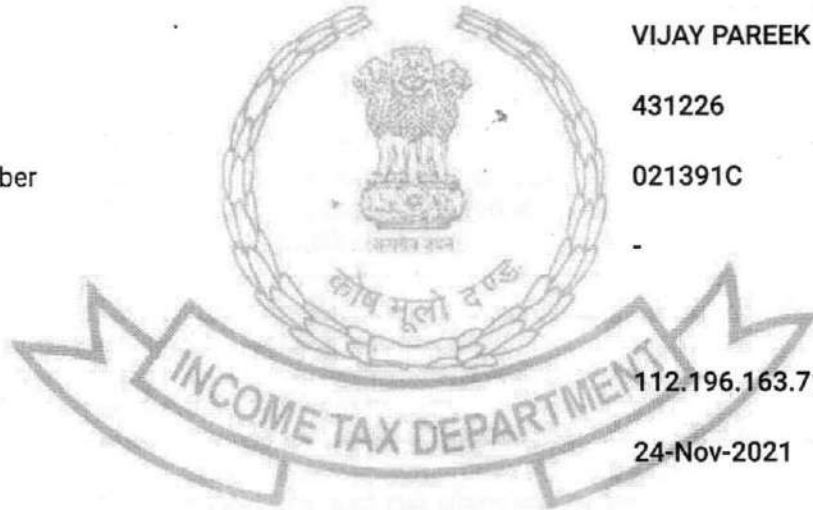 VIJAY PAREEK
431226
ber
021391C
-
सत्यमेव जयते
कोष मूलो दण्ड
112.196.163.7
INCOME TAX DEPARTMENT
24-Nov-2021